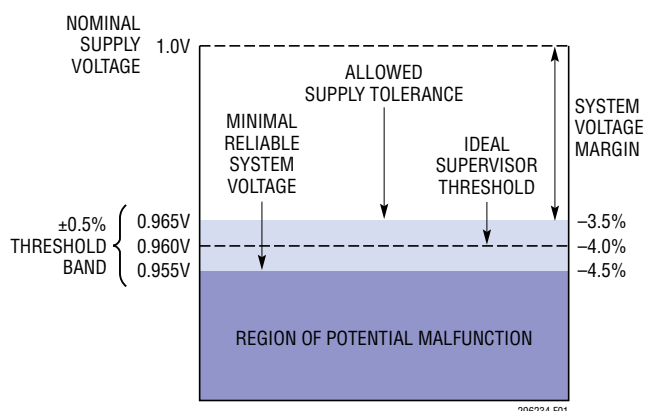 NOMINAL
SUPPLY
VOLTAGE
1.0V
ALLOWED
SUPPLY TOLERANCE
MINIMAL
RELIABLE
SYSTEM
VOLTAGE
IDEAL
SUPERVISOR
THRESHOLD
SYSTEM
VOLTAGE
MARGIN
±0.5%
THRESHOLD
BAND
0.965V
0.960V
0.955V
–3.5%
–4.0%
–4.5%
REGION OF POTENTIAL MALFUNCTION
296234 F01